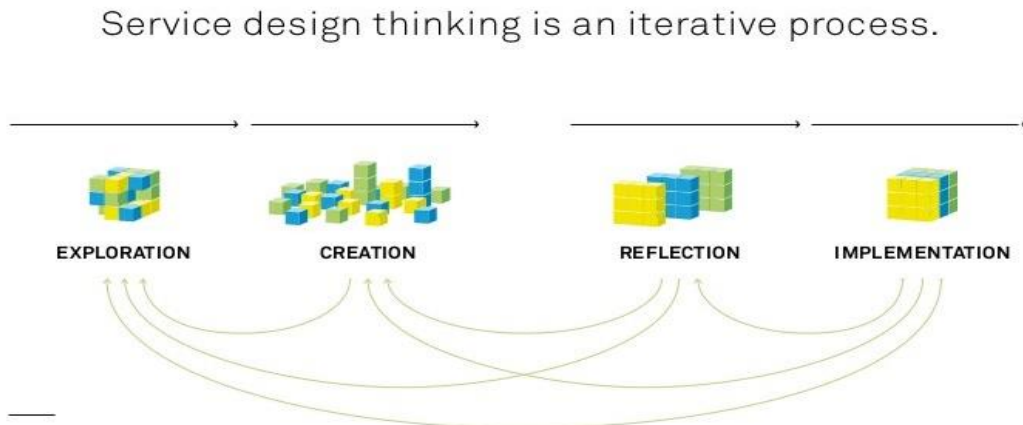 Service design thinking is an iterative process.
EXPLORATION
CREATION
REFLECTION
IMPLEMENTATION